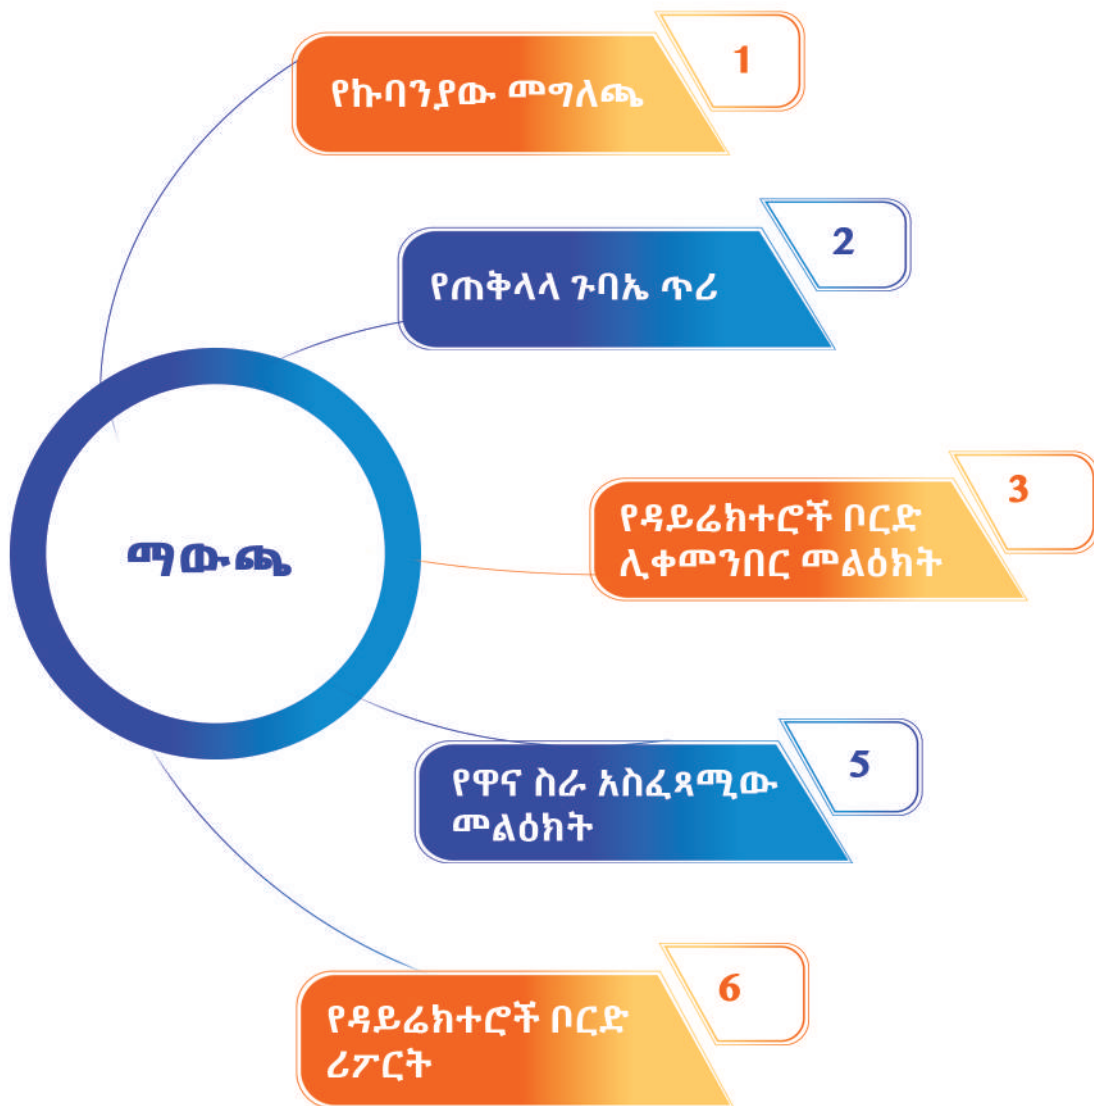 የኩባንያው መግለጫ
1
የጠቅላላ ጉባኤ ጥሪ
2
ማውጫ
የዳይሬክተሮች ቦርድ
ሊቀመንበር መልዕክት
3
የዋና ስራ አስፈጻሚው
መልዕክት
5
የዳይሬክተሮች ቦርድ
ሪፖርት
6